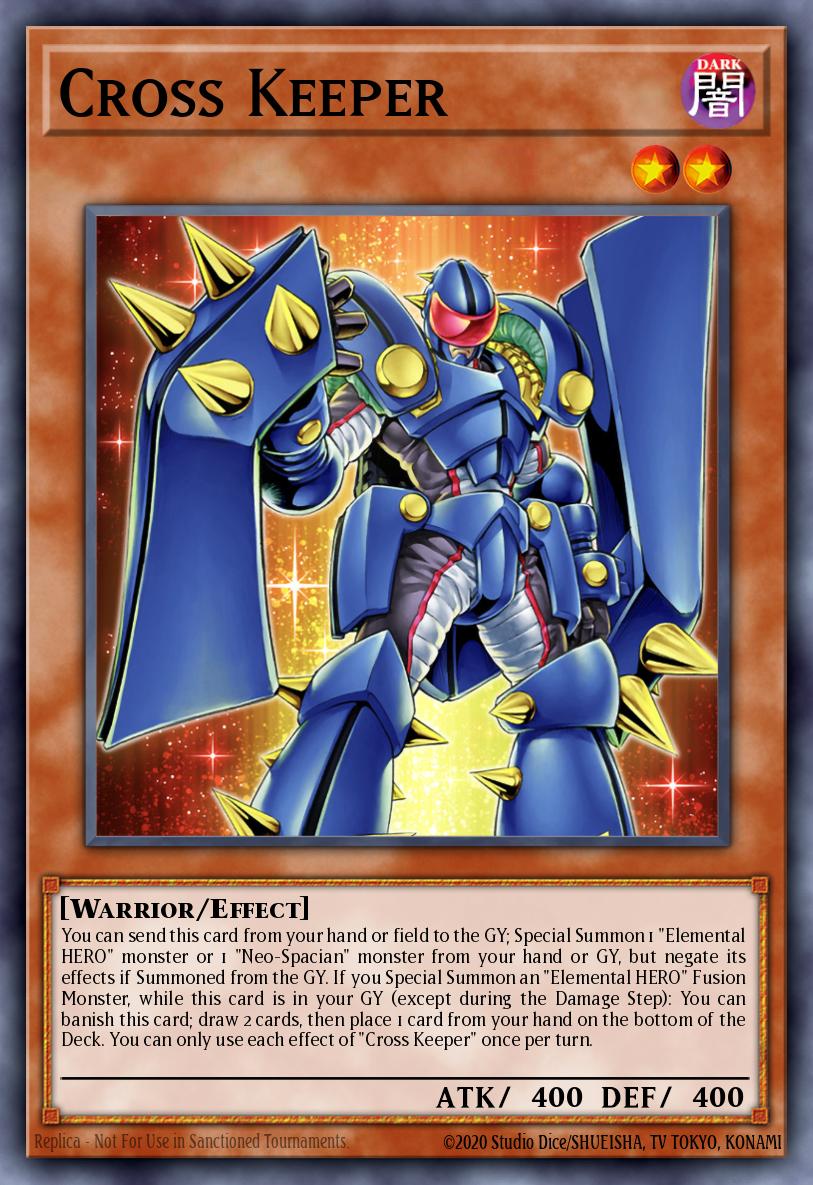 Cross Keeper
DARK
闇
[Warrior/Effect]
You can send this card from your hand or field to the GY; Special Summon 1 "Elemental
HERO" monster or 1 "Neo-Spacian" monster from your hand or GY, but negate its
effects if Summoned from the GY. If you Special Summon an "Elemental HERO" Fusion
Monster, while this card is in your GY (except during the Damage Step): You can
banish this card; draw 2 cards, then place 1 card from your hand on the bottom of the
Deck. You can only use each effect of "Cross Keeper" once per turn.
ATK/ 400 DEF/ 400
Replica - Not For Use in Sanctioned Tournaments.
©2020 Studio Dice/SHUEISHA, TV TOKYO, KONAMI